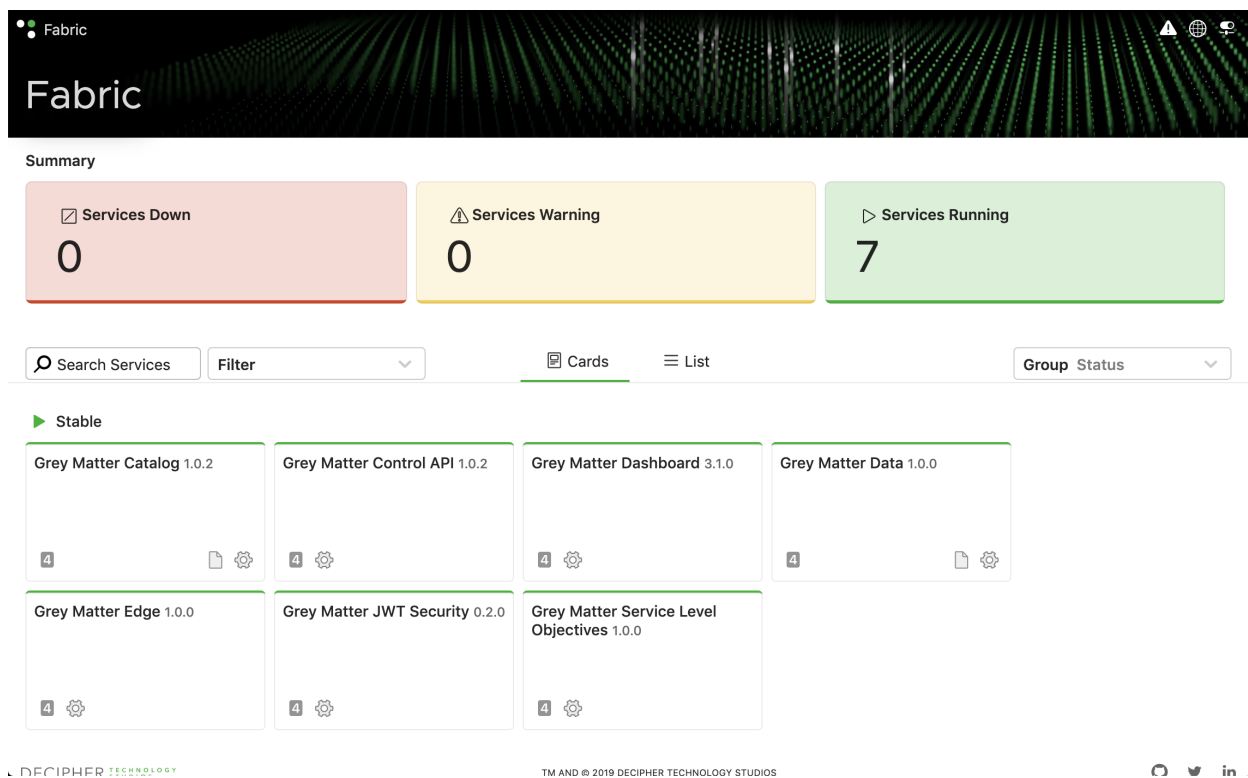 Fabric
Fabric
Summary
Services Down
0
Services Warning
0
Services Running
7
Search Services
Filter
Cards
List
Group Status
Stable
Grey Matter Catalog 1.0.2
4
Grey Matter Control API 1.0.2
4
Grey Matter Dashboard 3.1.0
4
Grey Matter Data 1.0.0
4
Grey Matter Edge 1.0.0
4
Grey Matter JWT Security 0.2.0
4
Grey Matter Service Level
Objectives 1.0.0
4
DECIPHER TECHNOLOGY
STUDIOS
TM AND © 2019 DECIPHER TECHNOLOGY STUDIOS
in